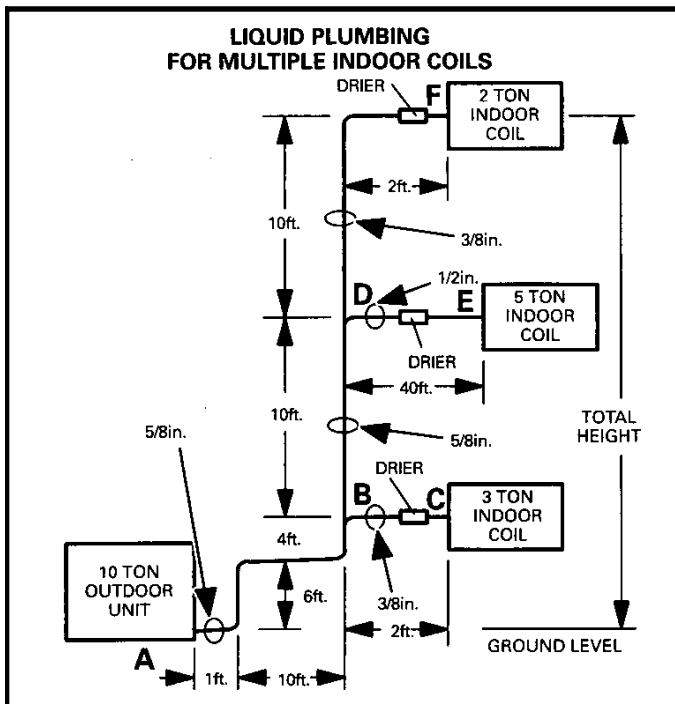 LIQUID PLUMBING
FOR MULTIPLE INDOOR COILS
DRIER
F
2 TON
INDOOR
COIL
2ft.
10ft.
3/8in.
1/2in.
D
E
5 TON
INDOOR
COIL
DRIER
40ft.
10ft.
TOTAL
HEIGHT
5/8in.
5/8in.
DRIER
B
C
3 TON
INDOOR
COIL
4ft.
10 TON
OUTDOOR
UNIT
6ft.
3/8in.
2ft.
GROUND LEVEL
A
1ft.
10ft.